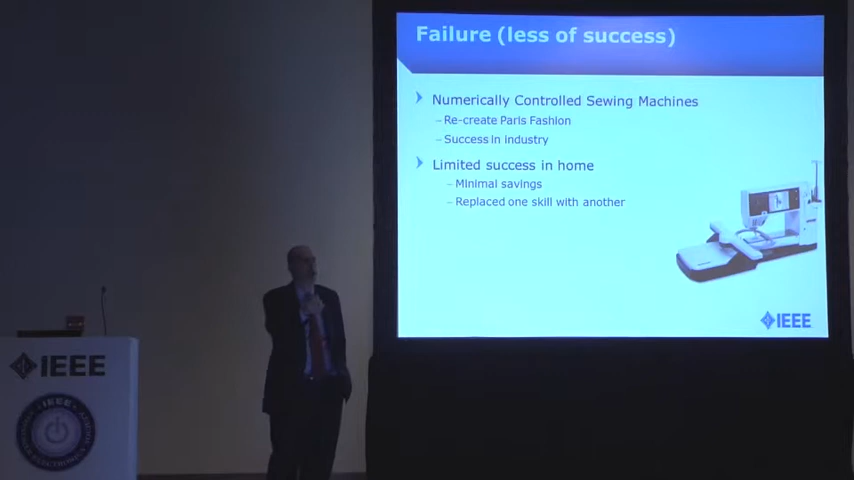 Failure (less of success)
Numerically Controlled Sewing Machines
– Re-create Paris Fashion
– Success in industry
Limited success in home
– Minimal savings
– Replaced one skill with another
IEEE
IEEE
IEEE